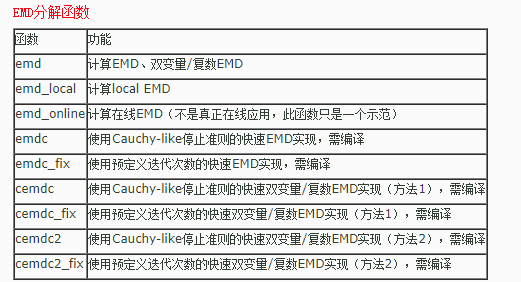 EMD分解函数
函数 功能
emd 计算EMD、双变量/复数EMD
emd_local 计算local EMD
emd_online 计算在线EMD（不是真正在线应用，此函数只是一个示范）
emdc 使用Cauchy-like停止准则的快速EMD实现，需编译
emdc_fix 使用预定义迭代次数的快速EMD实现，需编译
cemdc 使用Cauchy-like停止准则的快速双变量/复数EMD实现（方法1），需编译
cemdc_fix 使用预定义迭代次数的快速双变量/复数EMD实现（方法1），需编译
cemdc2 使用Cauchy-like停止准则的快速双变量/复数EMD实现（方法2），需编译
cemdc2_fix 使用预定义迭代次数的快速双变量/复数EMD实现（方法2），需编译